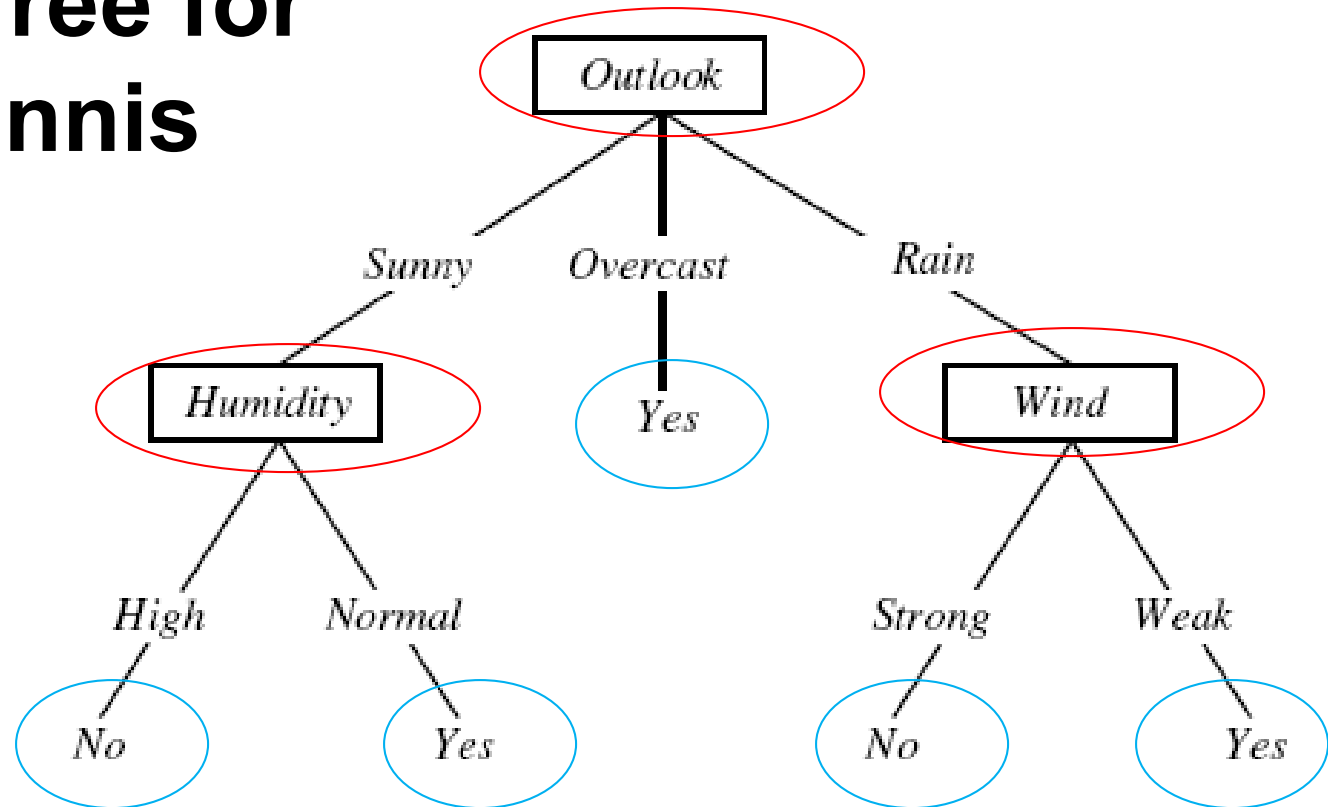 ree for
nnis
Outlook
Sunny Overcast Rain
Humidity Yes Wind
High Normal Strong Weak
No Yes No Yes